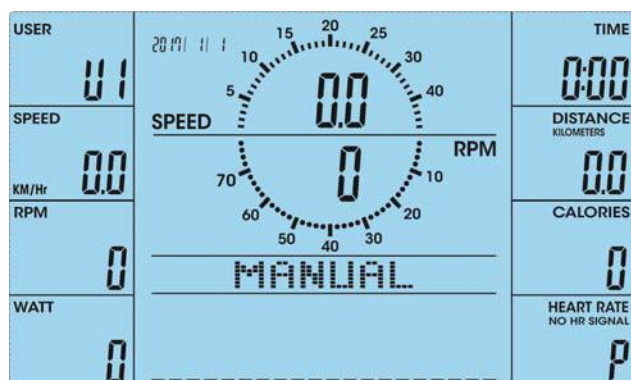 USER
U1
SPEED
KM/Hr 0.0
RPM
0
WATT
0
2017/ 1/ 1
5 10 15 20 25 30 40
SPEED
0.0
RPM
0
70 60 50 40 30 20 10
MANUAL
TIME
0:00
DISTANCE
KILOMETERS
0.0
CALORIES
0
HEART RATE
NO HR SIGNAL
P